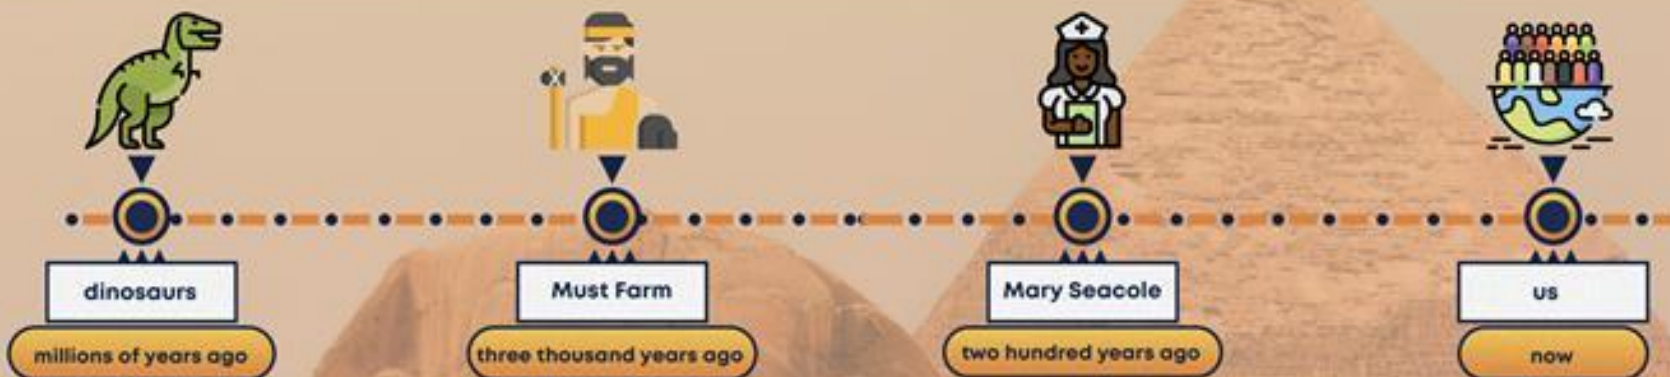 dinosaurs
millions of years ago
Must Farm
three thousand years ago
Mary Seacole
two hundred years ago
us
now